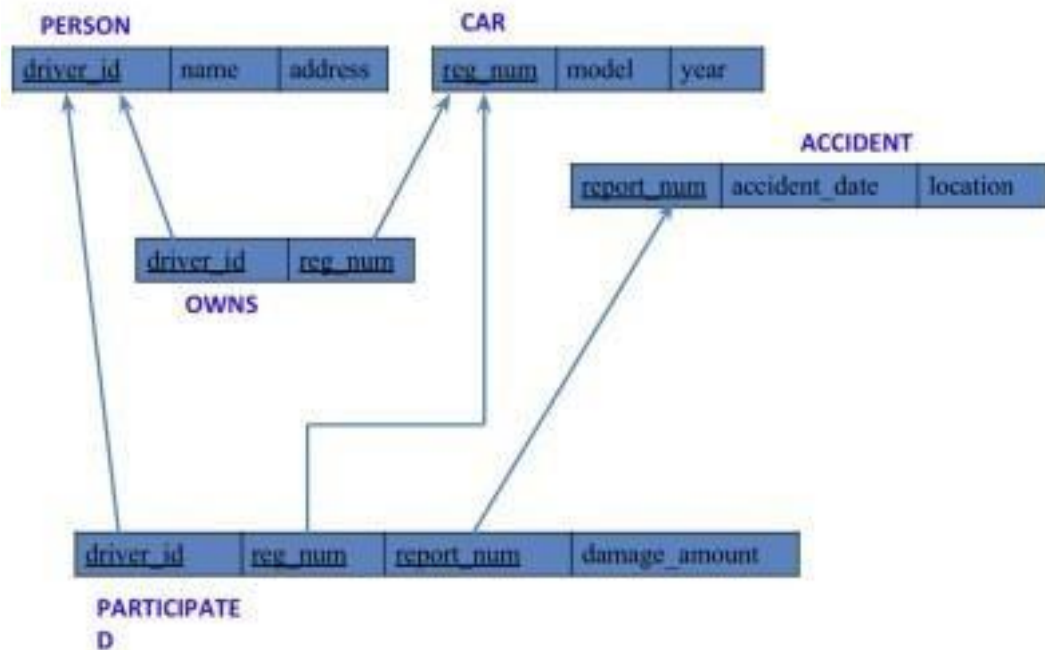 PERSON
driver_id name address
CAR
reg_num model year
ACCIDENT
report_num accident_date location
driver_id reg_num
OWNS
driver_id reg_num report_num damage_amount
PARTICIPATE
D